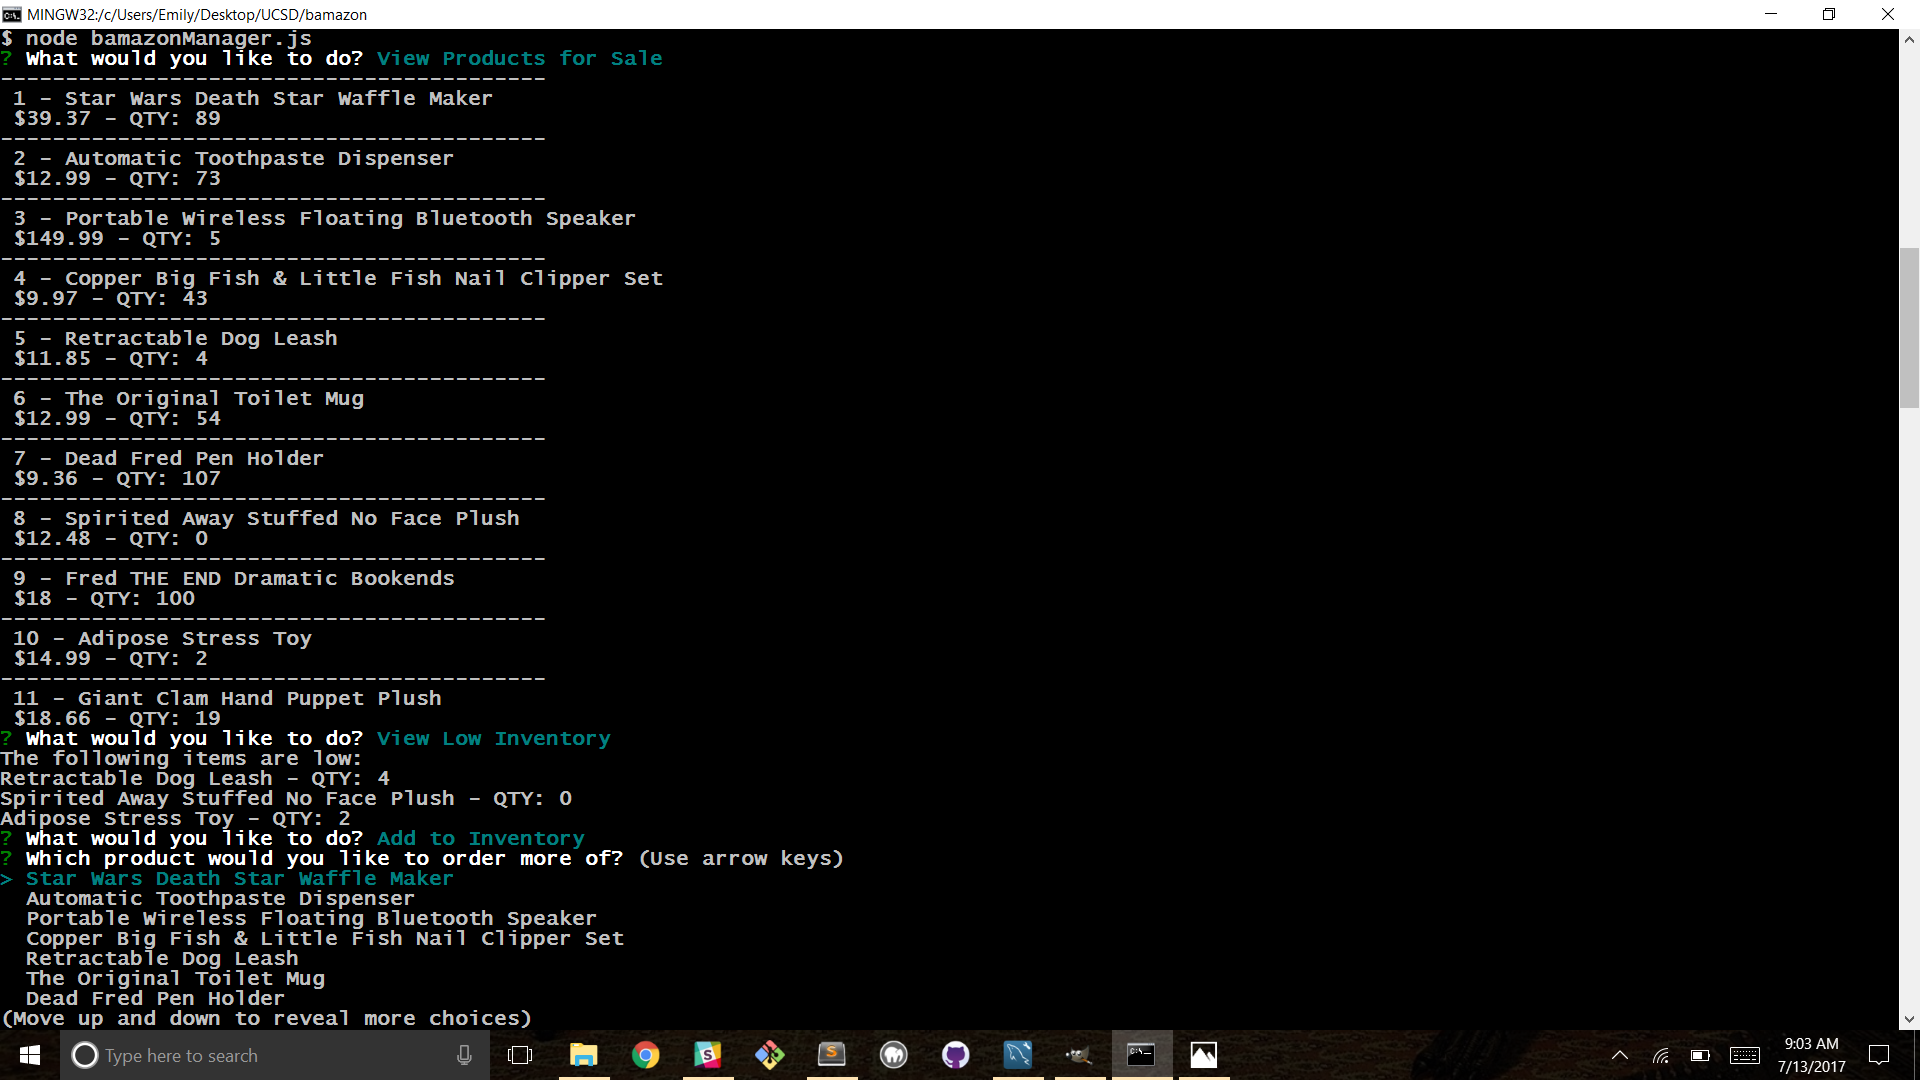 MINGW32:/c/Users/Emily/Desktop/UCSD/bamazon
$ node bamazonManager.js
? What would you like to do? View Products for Sale
------------------------------------------
1 - Star Wars Death Star Waffle Maker
$39.37 - QTY: 89
------------------------------------------
2 - Automatic Toothpaste Dispenser
$12.99 - QTY: 73
------------------------------------------
3 - Portable Wireless Floating Bluetooth Speaker
$149.99 - QTY: 5
------------------------------------------
4 - Copper Big Fish & Little Fish Nail Clipper Set
$9.97 - QTY: 43
------------------------------------------
5 - Retractable Dog Leash
$11.85 - QTY: 4
------------------------------------------
6 - The Original Toilet Mug
$12.99 - QTY: 54
------------------------------------------
7 - Dead Fred Pen Holder
$9.36 - QTY: 107
------------------------------------------
8 - Spirited Away Stuffed No Face Plush
$12.48 - QTY: 0
------------------------------------------
9 - Fred THE END Dramatic Bookends
$18 - QTY: 100
------------------------------------------
10 - Adipose Stress Toy
$14.99 - QTY: 2
------------------------------------------
11 - Giant Clam Hand Puppet Plush
$18.66 - QTY: 19
? What would you like to do? View Low Inventory
The following items are low:
Retractable Dog Leash - QTY: 4
Spirited Away Stuffed No Face Plush - QTY: 0
Adipose Stress Toy - QTY: 2
? What would you like to do? Add to Inventory
? Which product would you like to order more of? (Use arrow keys)
> Star Wars Death Star Waffle Maker
Automatic Toothpaste Dispenser
Portable Wireless Floating Bluetooth Speaker
Copper Big Fish & Little Fish Nail Clipper Set
Retractable Dog Leash
The Original Toilet Mug
Dead Fred Pen Holder
(Move up and down to reveal more choices)
Type here to search
9:03 AM
7/13/2017